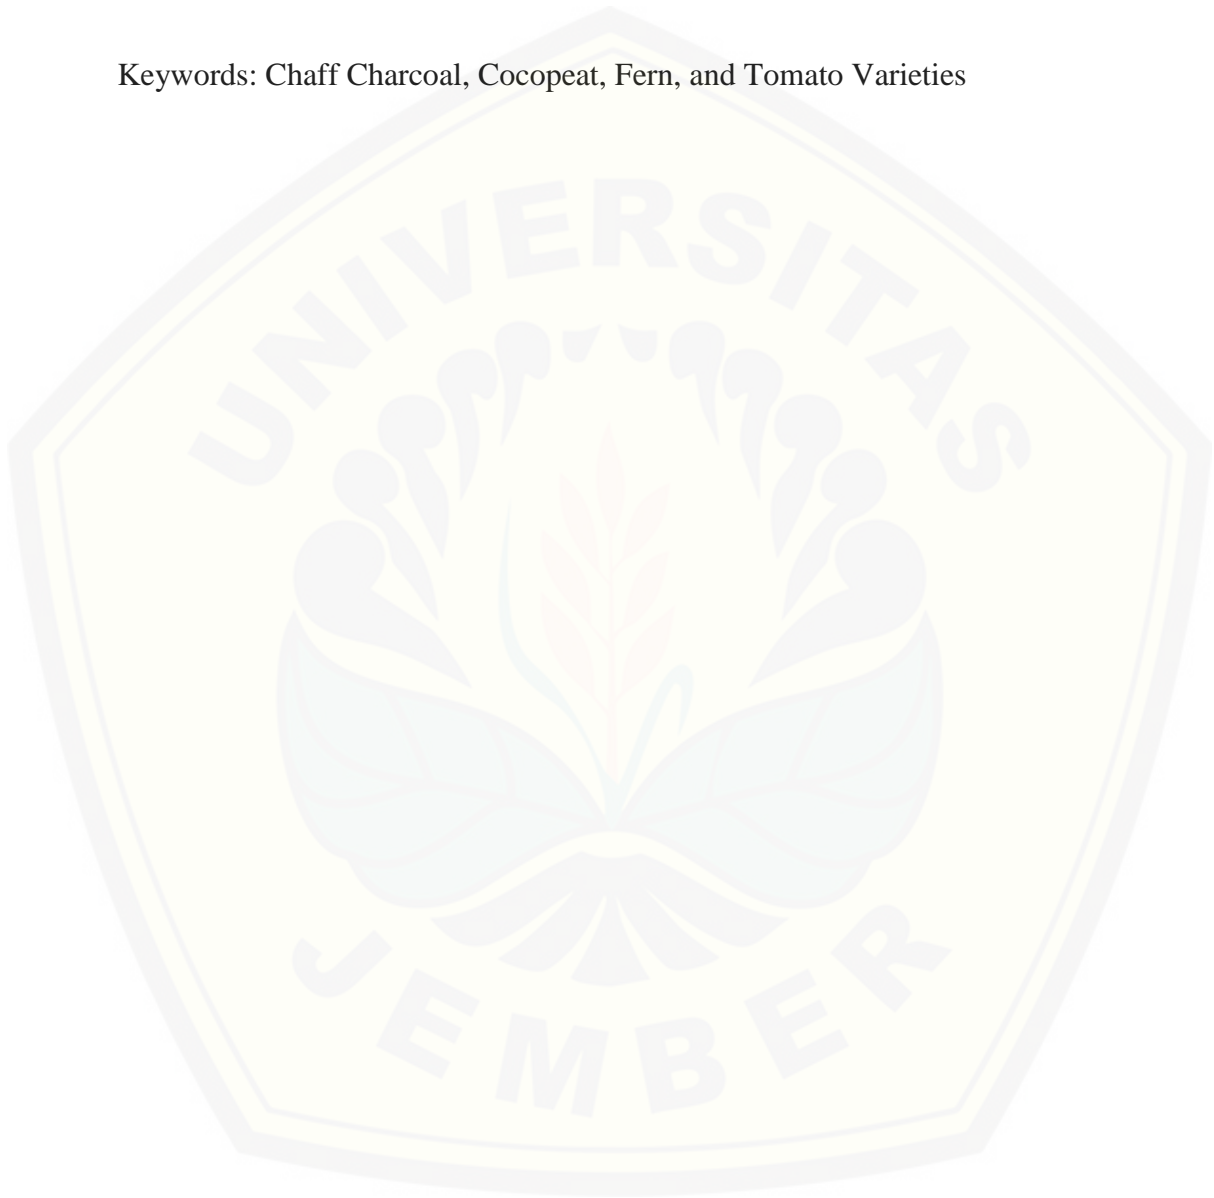 Keywords: Chaff Charcoal, Cocopeat, Fern, and Tomato Varieties
UNIVERSITAS
JEMBER